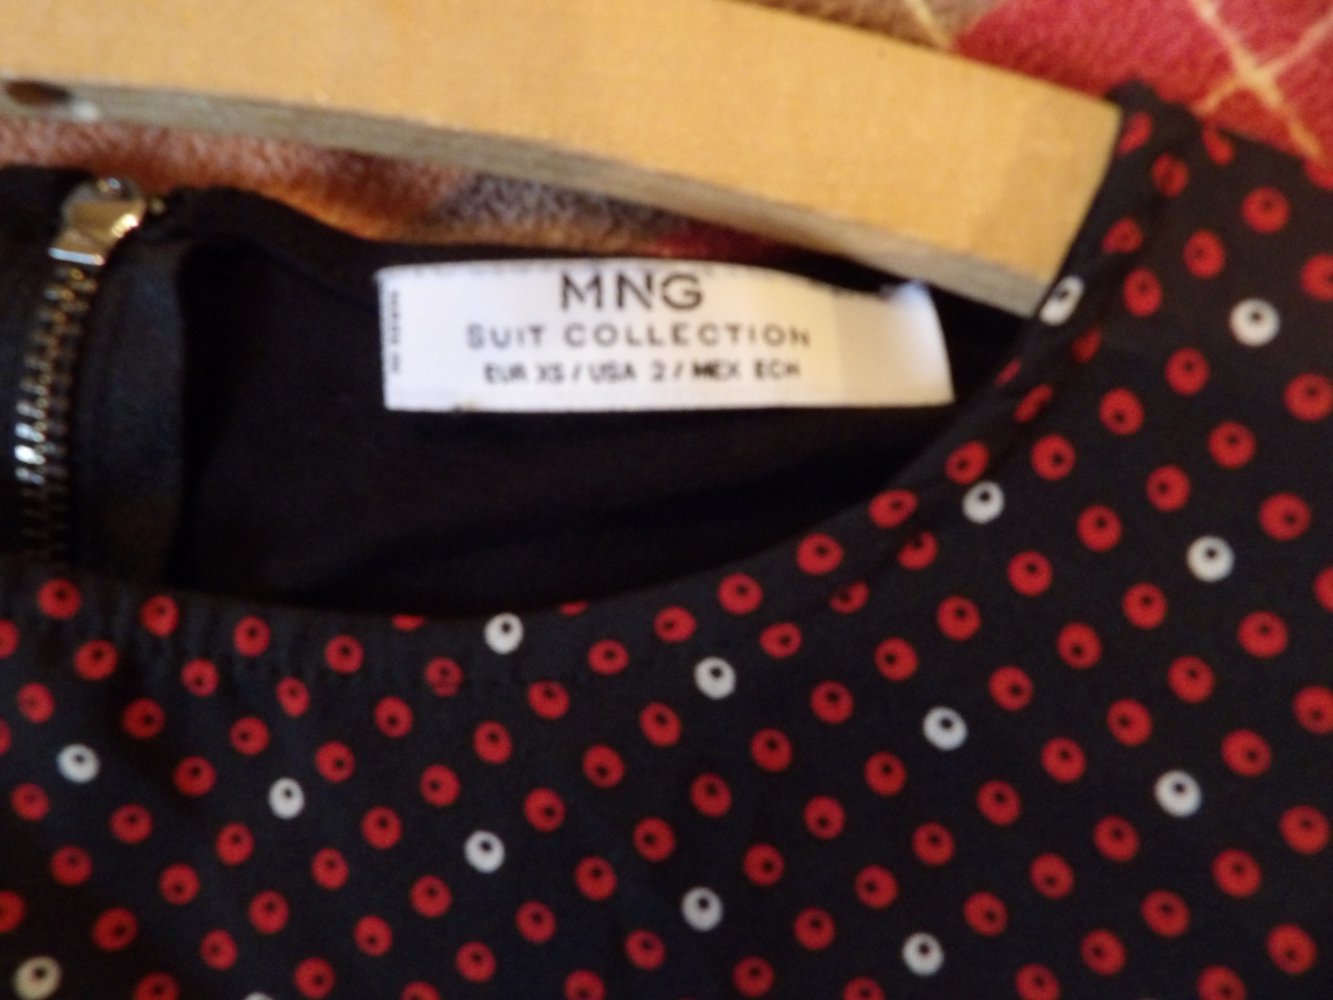 MNG
SUIT COLLECTION
EUR XS / USA 2 / MEX ECH